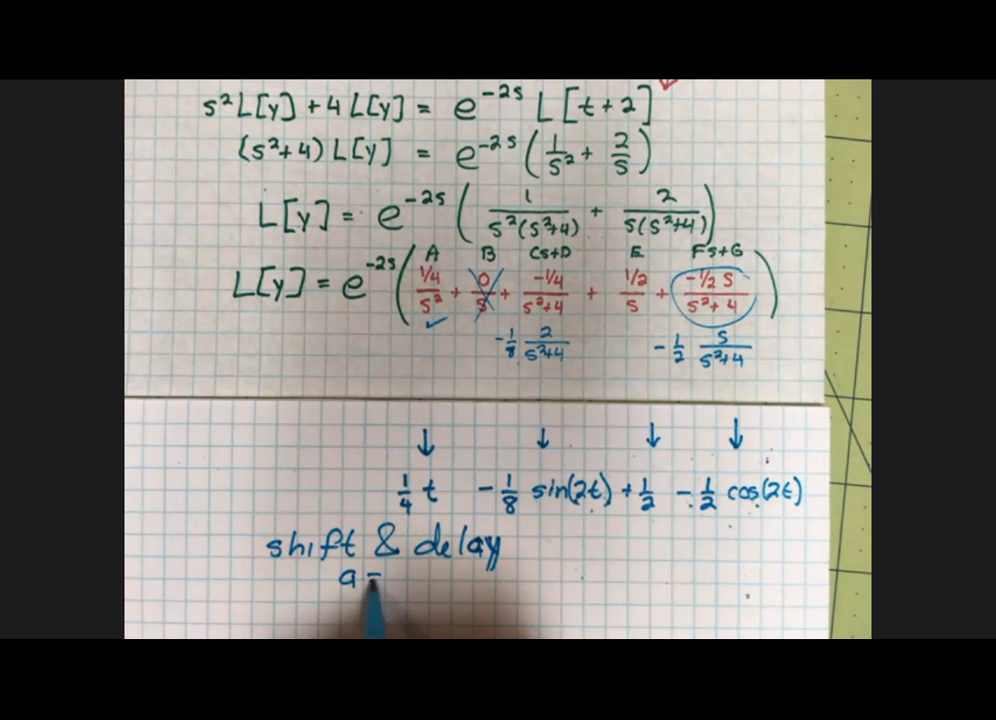 s²L[y] + 4L[y] = e⁻²ˢ L[t+2]
(s²+4) L[y] = e⁻²ˢ (1/s² + 2/s)
L[y] = e⁻²ˢ (1/(s²(s²+4)) + 2/(s(s²+4)))
A B Cs+D E Fs+G
L[y] = e⁻²ˢ ((1/4)/s² + 0/s + (-1/4)/(s²+4) + (1/2)/s + (-1/2 s)/(s²+4))
-1/8 2/(s²+4) -1/2 s/(s²+4)
↓ ↓ ↓ ↓
1/4 t -1/8 sin(2t) + 1/2 - 1/2 cos(2t)
shift & delay
a =